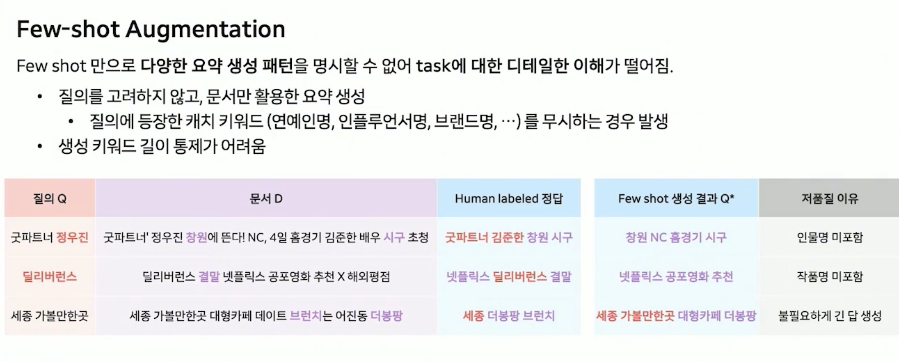 Few-shot Augmentation
Few shot 만으로 다양한 요약 생성 패턴을 명시할 수 없어 task에 대한 디테일한 이해가 떨어짐.
• 질의를 고려하지 않고, 문서만 활용한 요약 생성
• 질의에 등장한 캐치 키워드 (연예인명, 인플루언서명, 브랜드명, …) 를 무시하는 경우 발생
• 생성 키워드 길이 통제가 어려움
질의 Q 문서 D Human labeled 정답 Few shot 생성 결과 Q* 저품질 이유
굿파트너 정우진 굿파트너' 정우진 창원에 뜬다! NC, 4일 홈경기 김준한 배우 시구 초청 굿파트너 김준한 창원 시구 창원 NC 홈경기 시구 인물명 미포함
딜리버런스 딜리버런스 결말 넷플릭스 공포영화 추천 X 해외평점 넷플릭스 딜리버런스 결말 넷플릭스 공포영화 추천 작품명 미포함
세종 가볼만한곳 세종 가볼만한곳 대형카페 데이트 브런치는 어진동 더봉팡 세종 더봉팡 브런치 세종 가볼만한곳 대형카페 더봉팡 불필요하게 긴 답 생성